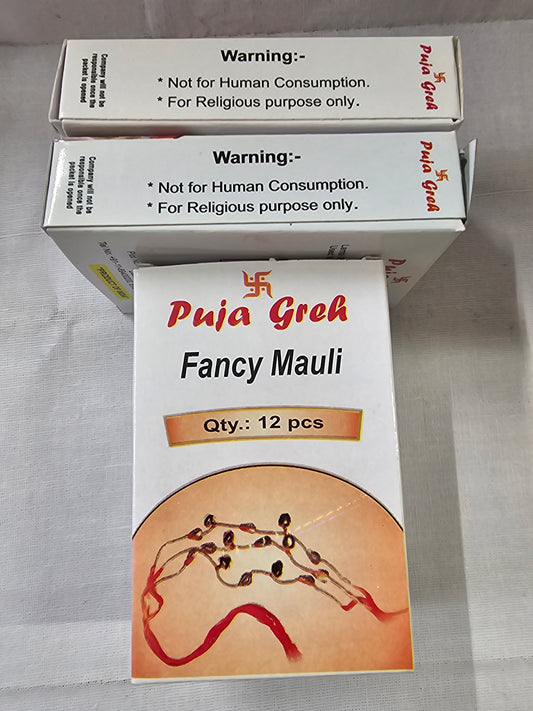 Warning:-
* Not for Human Consumption.
* For Religious purpose only.
Company will not be
responsible once the
packet is opened
Puja Greh
Warning:-
* Not for Human Consumption.
* For Religious purpose only.
Company will not be
responsible once the
packet is opened
Puja Greh
Puja
Puja Greh
Fancy Mauli
Qty.: 12 pcs